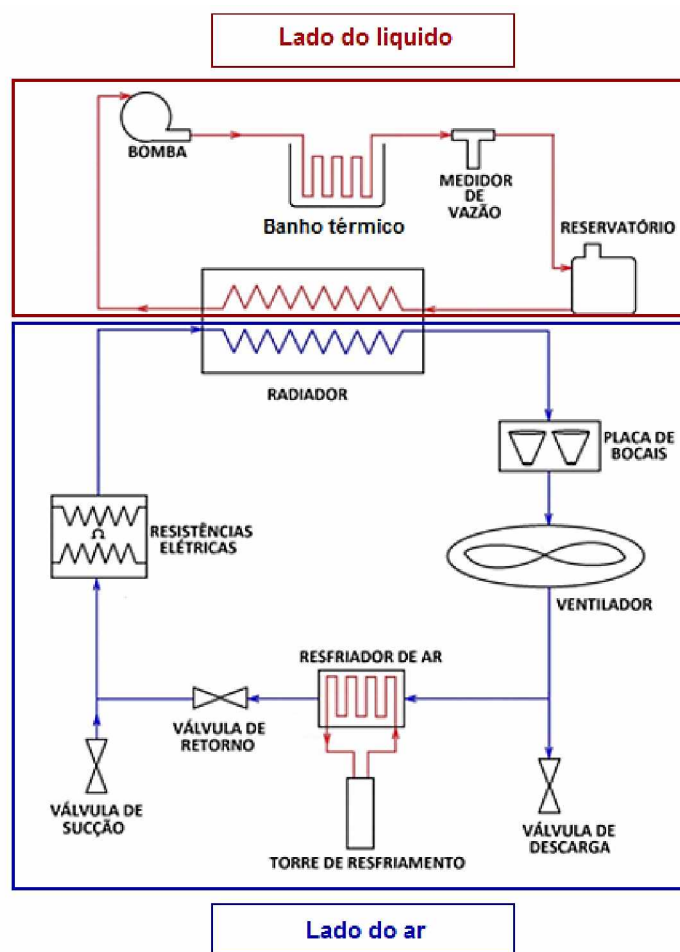 Lado do liquido
BOMBA
Banho térmico
MEDIDOR
DE
VAZÃO
RESERVATÓRIO
RADIADOR
PLACA DE
BOCAIS
RESISTÊNCIAS
ELÉTRICAS
Ω
VENTILADOR
RESFRIADOR DE AR
VÁLVULA DE
RETORNO
VÁLVULA DE
SUCÇÃO
TORRE DE RESFRIAMENTO
VÁLVULA DE
DESCARGA
Lado do ar